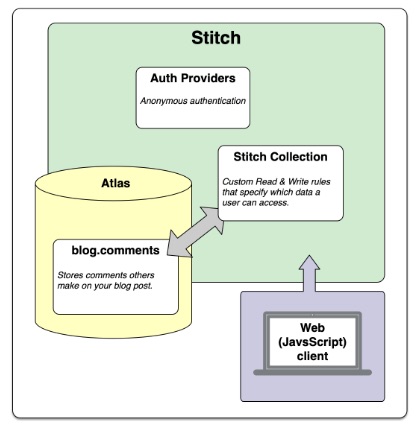 Stitch
Auth Providers
Anonymous authentication
Stitch Collection
Custom Read & Write rules
that specify which data a
user can access.
Atlas
blog.comments
Stores comments others
make on your blog post.
Web
(JavsScript)
client